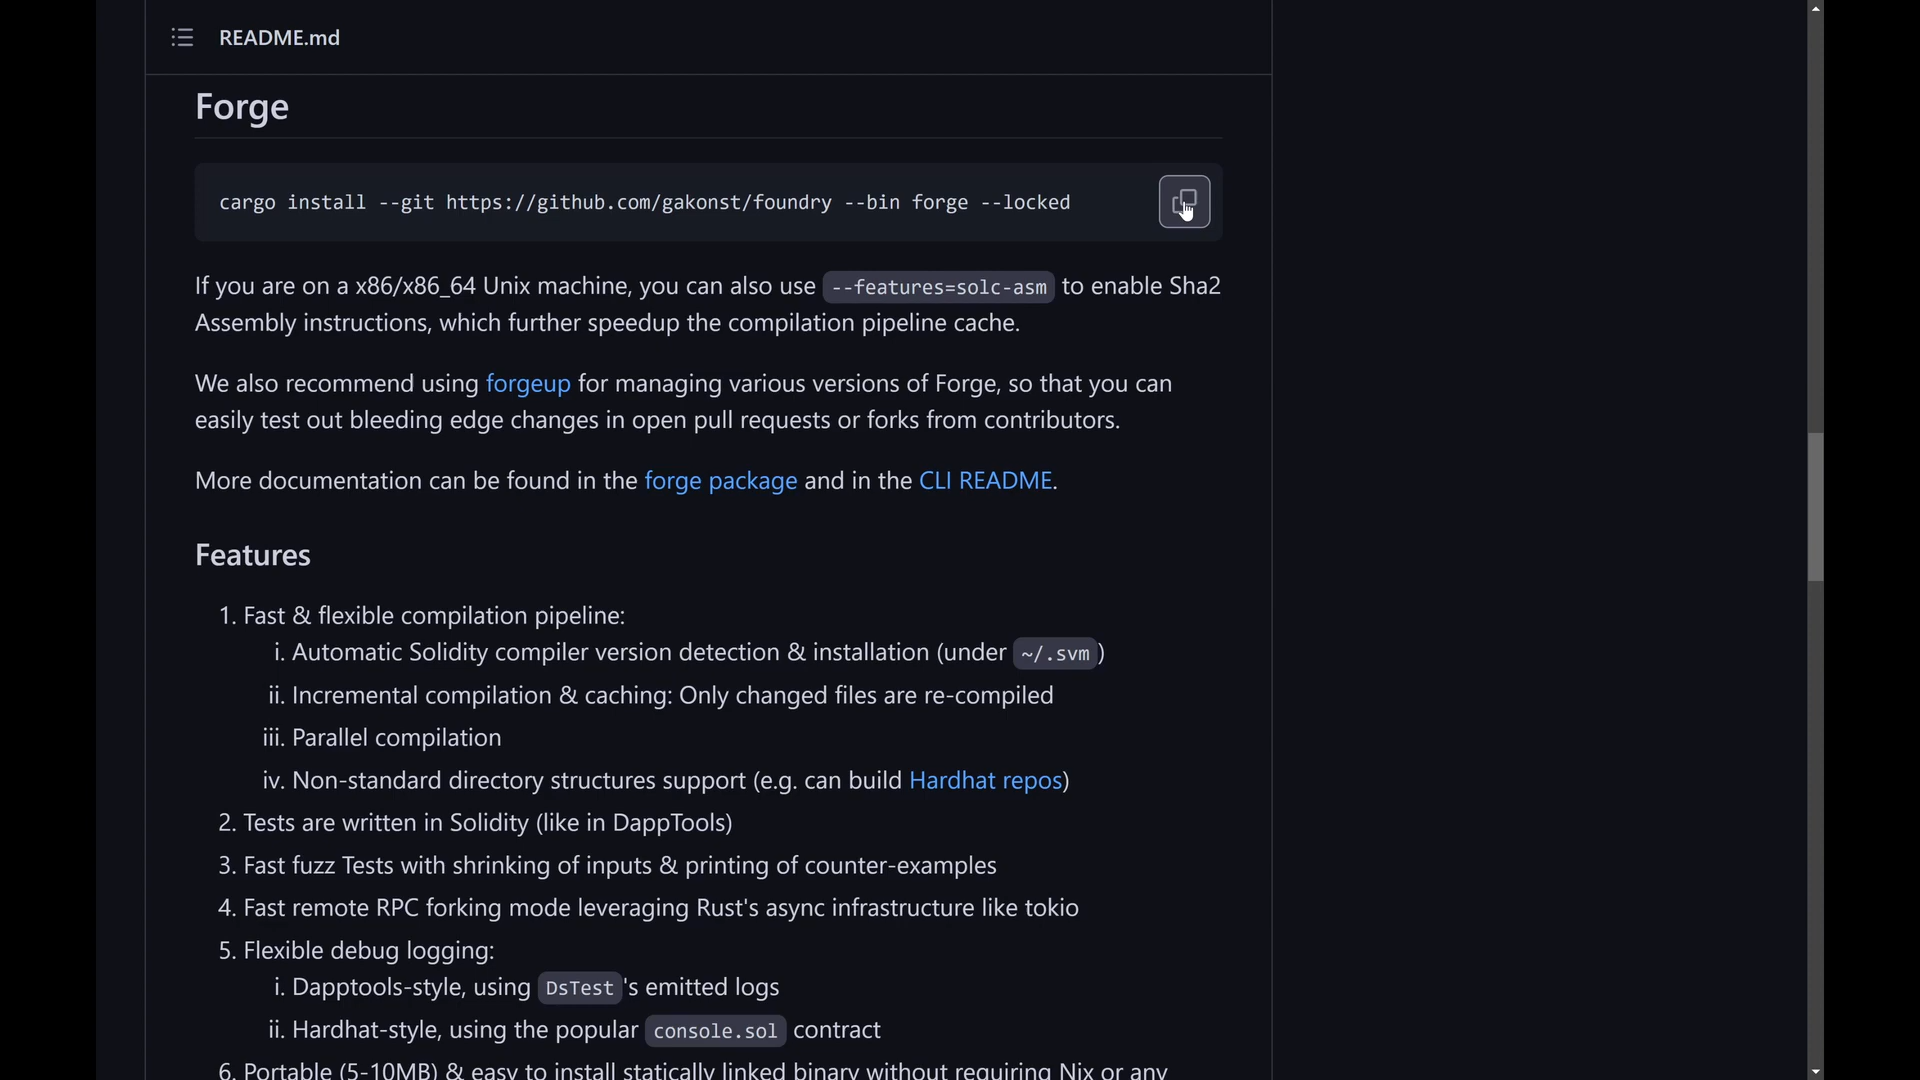 README.md
Forge
cargo install --git https://github.com/gakonst/foundry --bin forge --locked
If you are on a x86/x86_64 Unix machine, you can also use --features=solc-asm to enable Sha2
Assembly instructions, which further speedup the compilation pipeline cache.
We also recommend using forgeup for managing various versions of Forge, so that you can
easily test out bleeding edge changes in open pull requests or forks from contributors.
More documentation can be found in the forge package and in the CLI README.
Features
1. Fast & flexible compilation pipeline:
i. Automatic Solidity compiler version detection & installation (under ~/.svm)
ii. Incremental compilation & caching: Only changed files are re-compiled
iii. Parallel compilation
iv. Non-standard directory structures support (e.g. can build Hardhat repos)
2. Tests are written in Solidity (like in DappTools)
3. Fast fuzz Tests with shrinking of inputs & printing of counter-examples
4. Fast remote RPC forking mode leveraging Rust's async infrastructure like tokio
5. Flexible debug logging:
i. Dapptools-style, using DsTest's emitted logs
ii. Hardhat-style, using the popular console.sol contract
6. Portable (5-10MB) & easy to install statically linked binary without requiring Nix or any